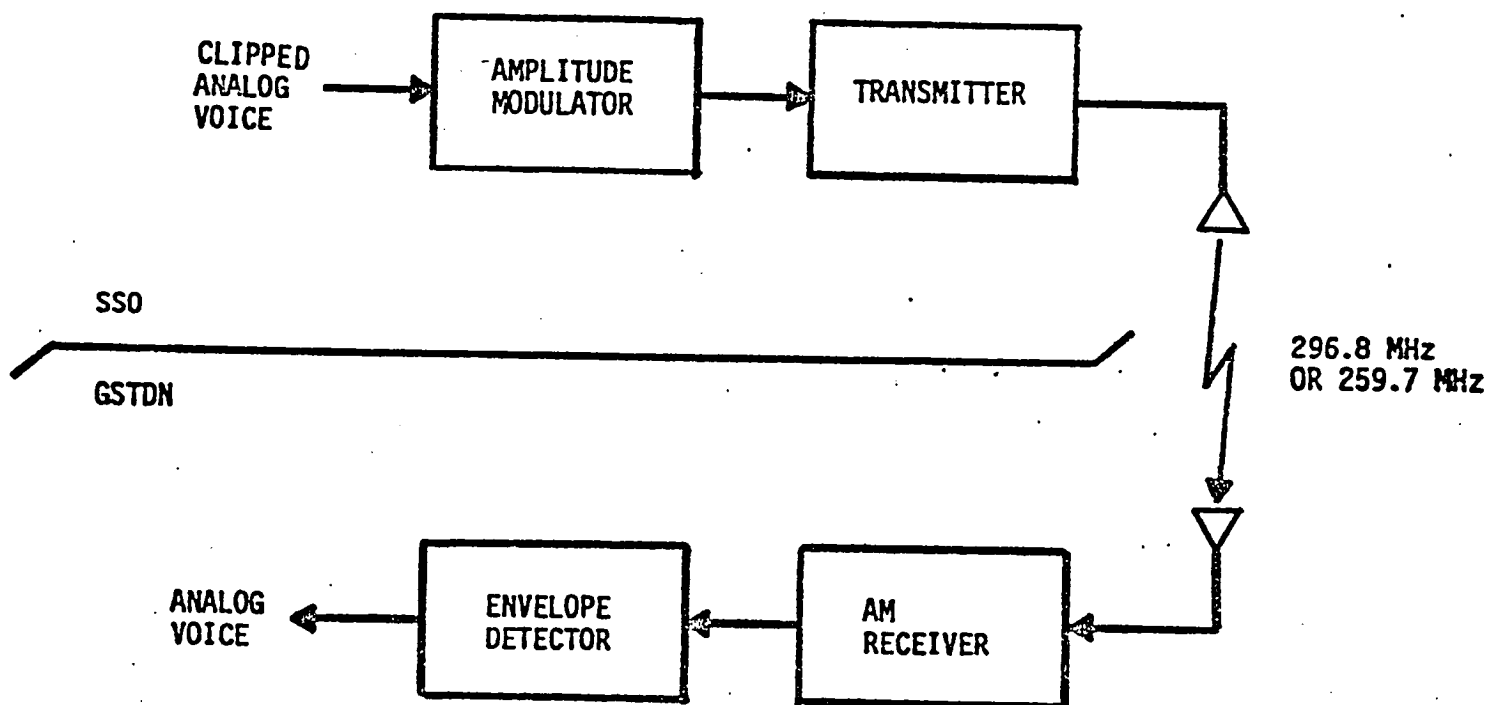 CLIPPED
ANALOG
VOICE
AMPLITUDE
MODULATOR
TRANSMITTER
SSO
GSTDN
296.8 MHz
OR 259.7 MHz
ANALOG
VOICE
ENVELOPE
DETECTOR
AM
RECEIVER